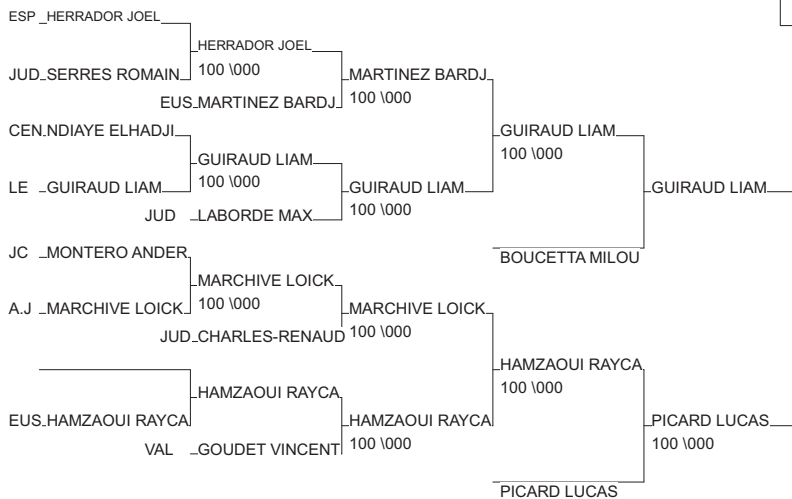 ESP HERRADOR JOEL
HERRADOR JOEL
100 \000
JUD SERRES ROMAIN
MARTINEZ BARDJ
100 \000
EUS MARTINEZ BARDJ
CEN NDIAYE ELHADJI
GUIRAUD LIAM
100 \000
GUIRAUD LIAM
100 \000
LE GUIRAUD LIAM
GUIRAUD LIAM
100 \000
GUIRAUD LIAM
JUD LABORDE MAX
JC MONTERO ANDER
BOUCETTA MILOU
MARCHIVE LOICK
100 \000
A.J MARCHIVE LOICK
MARCHIVE LOICK
100 \000
JUD CHARLES-RENAUD
HAMZAOUI RAYCA
100 \000
HAMZAOUI RAYCA
EUS HAMZAOUI RAYCA
HAMZAOUI RAYCA
100 \000
PICARD LUCAS
100 \000
VAL GOUDET VINCENT
PICARD LUCAS